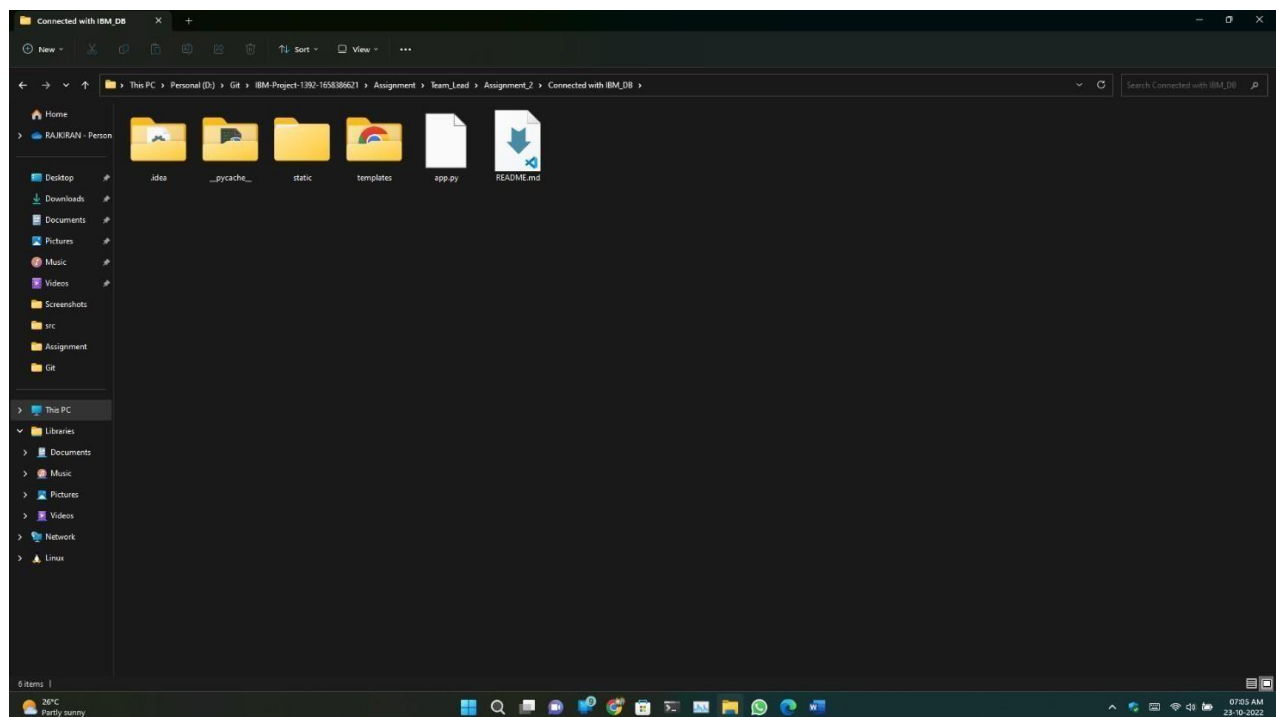 Connected with IBM_DB
New
Sort
View
This PC > Personal (D:) > Git > IBM-Project-1392-1658386621 > Assignment > Team_Lead > Assignment_2 > Connected with IBM_DB >
Search Connected with IBM_DB
Home
RAJKIRAN - Person
Desktop
Downloads
Documents
Pictures
Music
Videos
Screenshots
src
Assignment
Git
This PC
Libraries
Documents
Music
Pictures
Videos
Network
Linux
.idea
__pycache__
static
templates
app.py
README.md
6 items
26°C
Partly sunny
07:05 AM
23-10-2022